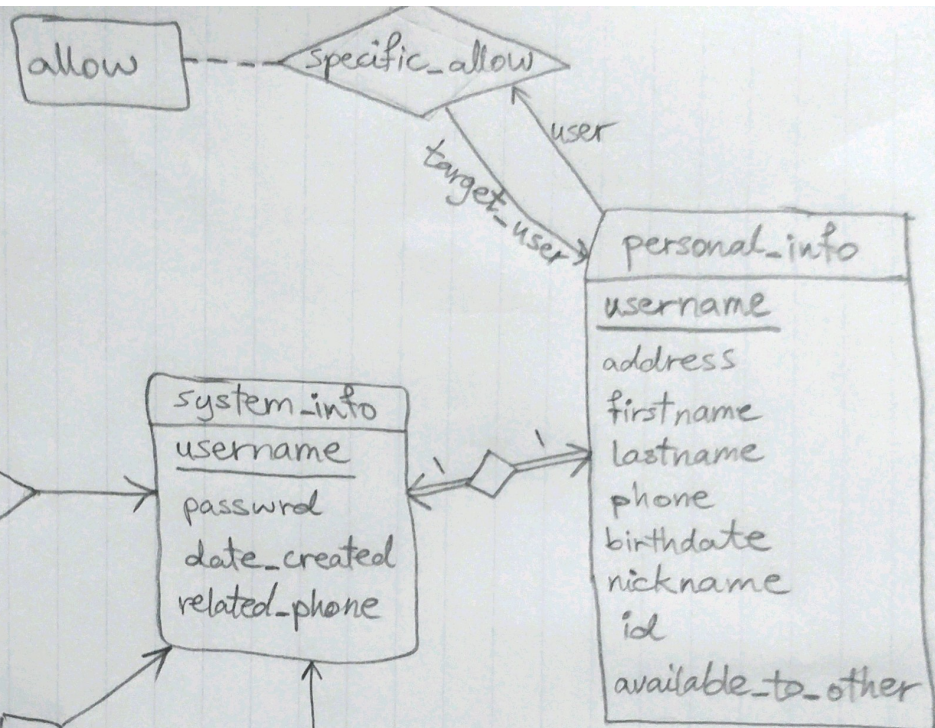 allow
specific_allow
user
target_user
personal_info
username
address
firstname
lastname
phone
birthdate
nickname
id
available_to_other
system_info
username
passwrd
date_created
related_phone
1
1